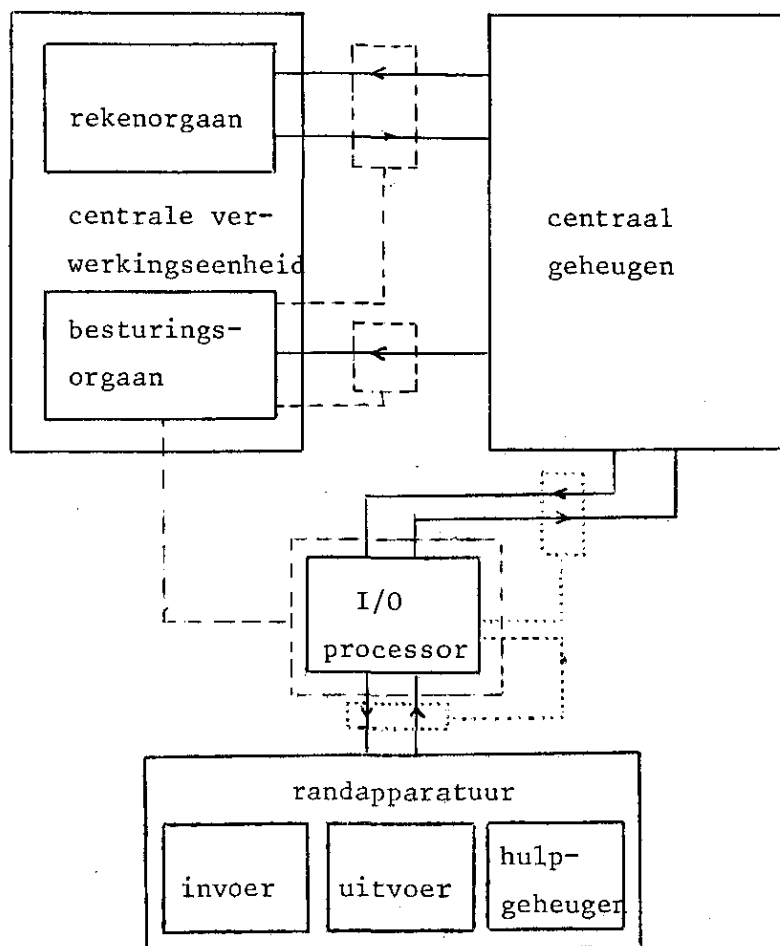 rekenorgaan
centrale ver-
werkingseenheid
besturings-
orgaan
centraal
geheugen
I/O
processor
randapparatuur
invoer
uitvoer
hulp-
geheugen